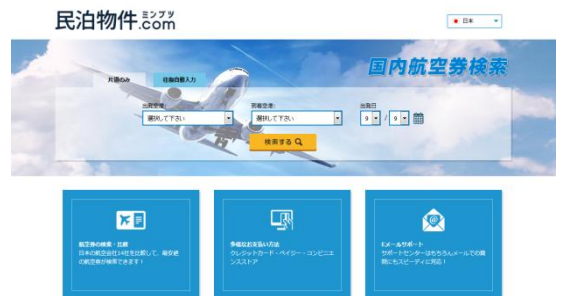 民泊物件.com
ミンブツ
日本
国内航空券検索
片道のみ
往復自動入力
出発空港:
到着空港:
出発日
選択して下さい
選択して下さい
9 / 9
検索する
航空券の検索・比較
日本の航空会社14社を比較して、最安値
の航空券が検索できます！
多様なお支払い方法
クレジットカード・ペイジー・コンビニエ
ンスストア
Eメールサポート
サポートセンターはもちろんメールでの質
問にもスピーディに対応！